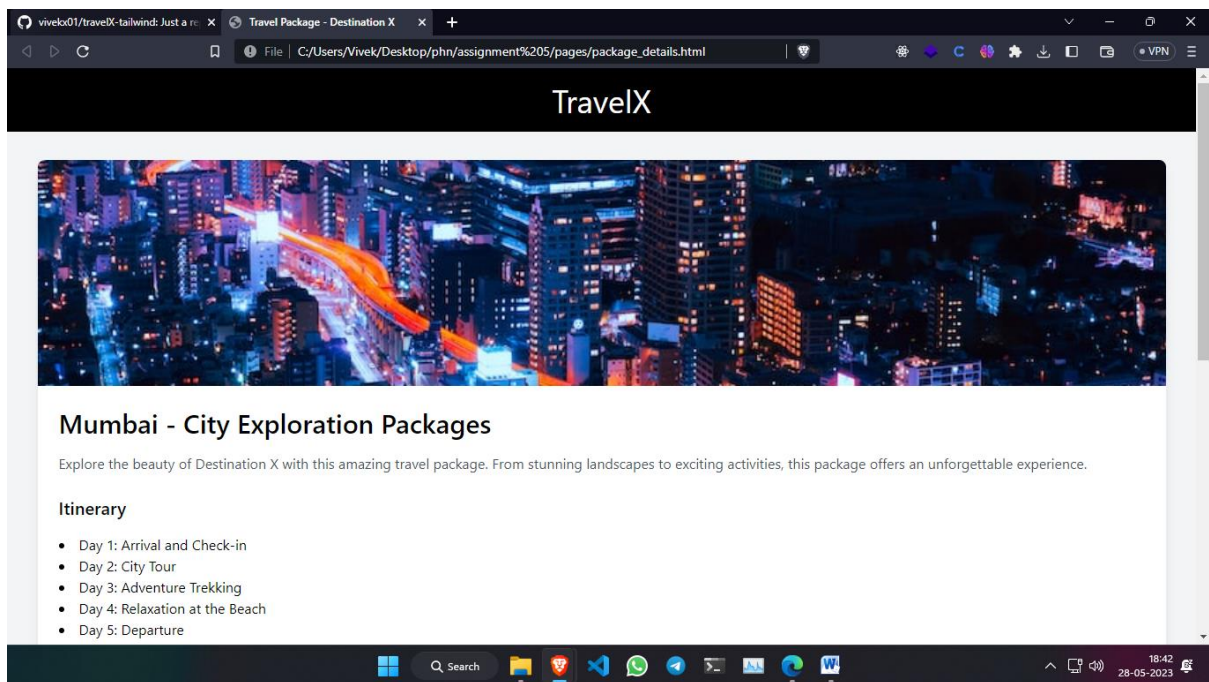 vivekx01/travelX-tailwind: Just a re
Travel Package - Destination X
File
C:/Users/Vivek/Desktop/phn/assignment%205/pages/package_details.html
VPN
TravelX
Mumbai - City Exploration Packages
Explore the beauty of Destination X with this amazing travel package. From stunning landscapes to exciting activities, this package offers an unforgettable experience.
Itinerary
Day 1: Arrival and Check-in
Day 2: City Tour
Day 3: Adventure Trekking
Day 4: Relaxation at the Beach
Day 5: Departure
Search
18:42
28-05-2023